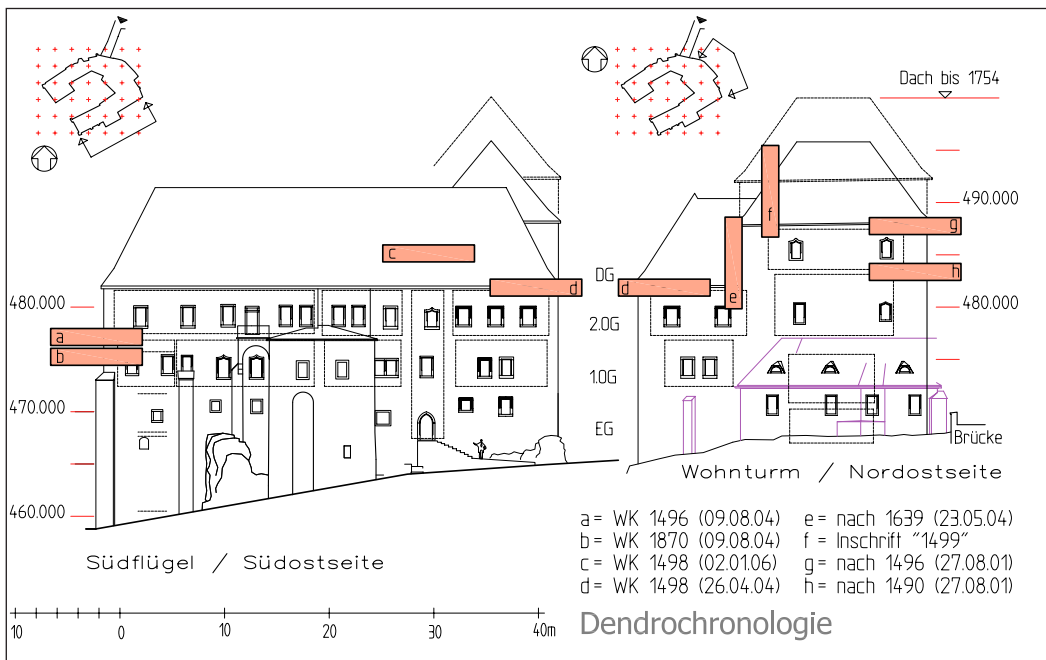 Dach bis 1754
490.000
g
f
c
h
DG
d
d
e
480.000
480.000
2.OG
a
b
1.OG
470.000
EG
Brücke
Wohnturm / Nordostseite
460.000
a= WK 1496 (09.08.04) e= nach 1639 (23.05.04)
b= WK 1870 (09.08.04) f= Inschrift "1499"
Südflügel / Südostseite
c= WK 1498 (02.01.06) g= nach 1496 (27.08.01)
d= WK 1498 (26.04.04) h= nach 1490 (27.08.01)
10 0 10 20 30 40m
Dendrochronologie